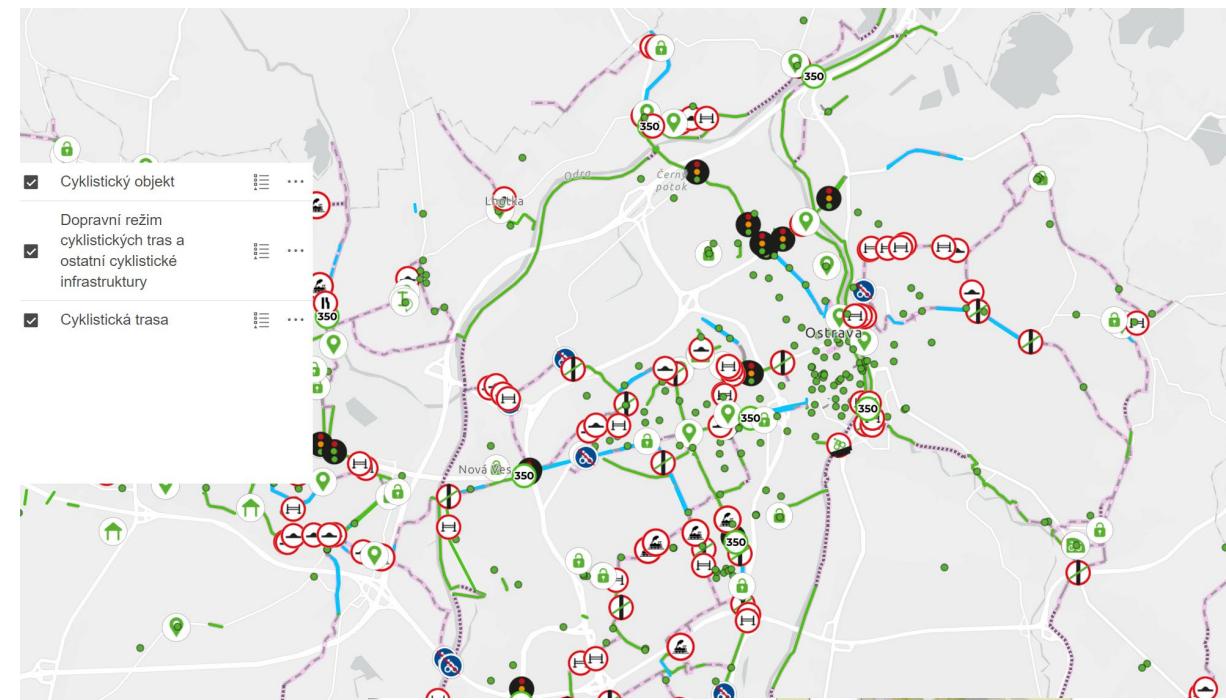 350
350
Odra
Černý
potok
Cyklistický objekt
Dopravní režim
cyklistických tras a
ostatní cyklistické
infrastruktury
Cyklistická trasa
350
Ostrava
350
350
Nová Ves
350
350